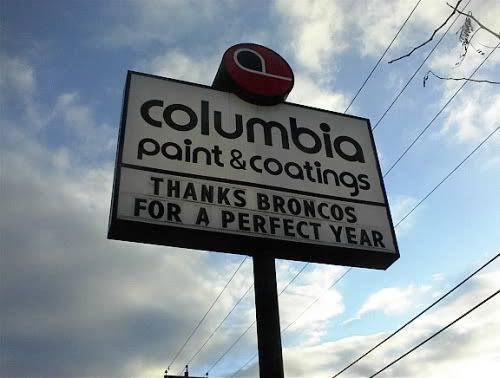 columbia
paint & coatings
THANKS BRONCOS
FOR A PERFECT YEAR